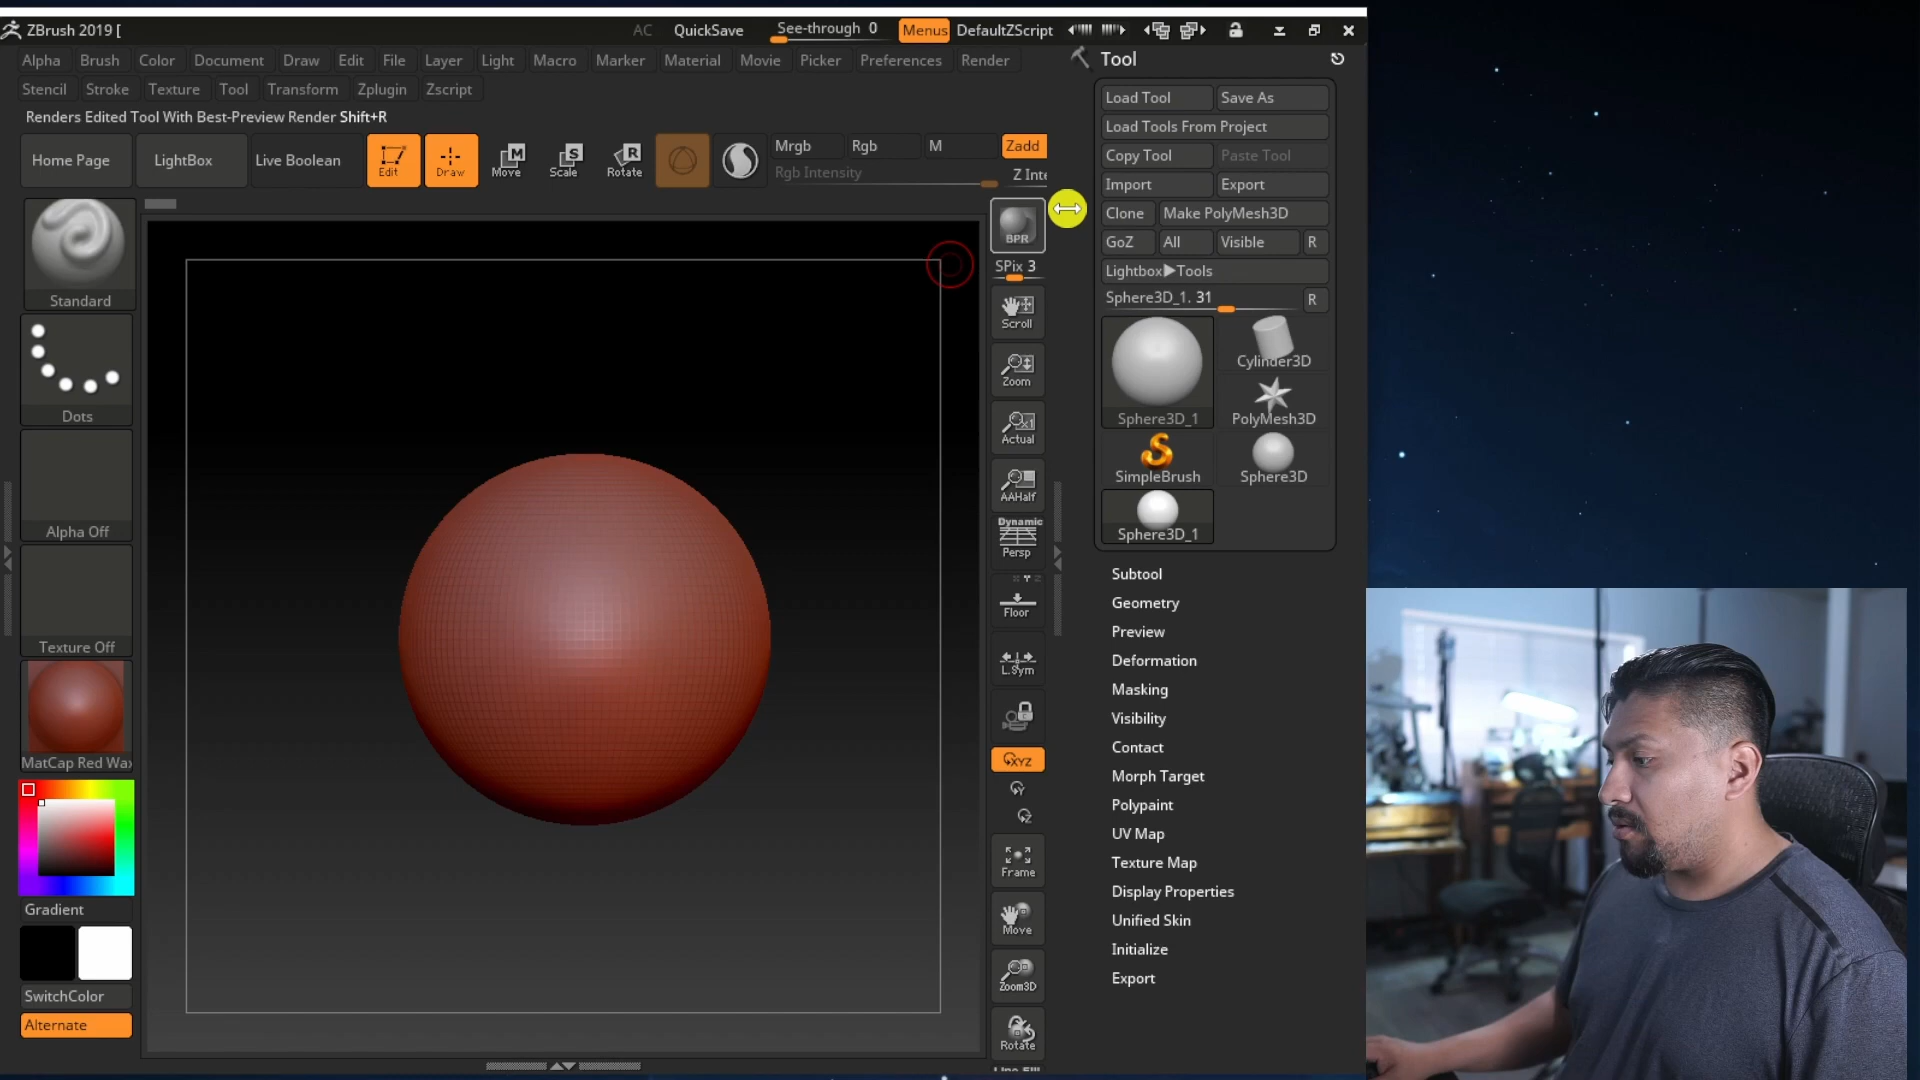 ZBrush 2019 [
AC QuickSave See-through 0 Menus DefaultZScript
Alpha Brush Color Document Draw Edit File Layer Light Macro Marker Material Movie Picker Preferences Render
Stencil Stroke Texture Tool Transform Zplugin Zscript
Renders Edited Tool With Best-Preview Render Shift+R
Home Page LightBox Live Boolean Edit Draw Move Scale Rotate Mrgb Rgb M Zadd
Rgb Intensity Z Inte
Standard
Dots
Alpha Off
Texture Off
MatCap Red Wax
Gradient
SwitchColor
Alternate
BPR
SPix 3
Scroll
Zoom
Actual
AAHalf
Dynamic
Persp
Floor
L.Sym
XYZ
Frame
Move
Zoom3D
Rotate
Line Fill
Tool
Load Tool Save As
Load Tools From Project
Copy Tool Paste Tool
Import Export
Clone Make PolyMesh3D
GoZ All Visible R
Lightbox▶Tools
Sphere3D_1. 31 R
Sphere3D_1 Cylinder3D
PolyMesh3D
SimpleBrush Sphere3D
Sphere3D_1
Subtool
Geometry
Preview
Deformation
Masking
Visibility
Contact
Morph Target
Polypaint
UV Map
Texture Map
Display Properties
Unified Skin
Initialize
Export